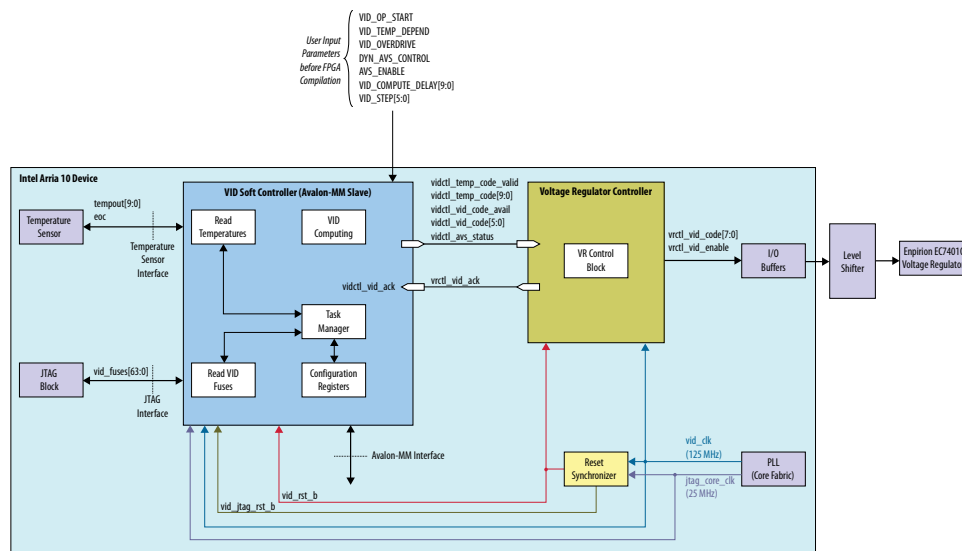 User Input
Parameters
before FPGA
Compilation
VID_OP_START
VID_TEMP_DEPEND
VID_OVERDRIVE
DYN_AVS_CONTROL
AVS_ENABLE
VID_COMPUTE_DELAY[9:0]
VID_STEP[5:0]
Intel Arria 10 Device
VID Soft Controller (Avalon-MM Slave)
vidctl_temp_code_valid
vidctl_temp_code[9:0]
vidctl_vid_code_avail
vidctl_vid_code[5:0]
vidctl_avs_status
Voltage Regulator Controller
Temperature
Sensor
tempout[9:0]
eoc
Temperature
Sensor
Interface
Read
Temperatures
VID
Computing
VR Control
Block
vrctl_vid_code[7:0]
vrctl_vid_enable
I/O
Buffers
Level
Shifter
Enpirion EC7401Q
Voltage Regulator
vidctl_vid_ack
vrctl_vid_ack
Task
Manager
JTAG
Block
vid_fuses[63:0]
JTAG
Interface
Read VID
Fuses
Configuration
Registers
Avalon-MM Interface
vid_clk
(125 MHz)
Reset
Synchronizer
PLL
(Core Fabric)
jtag_core_clk
(25 MHz)
vid_rst_b
vid_jtag_rst_b